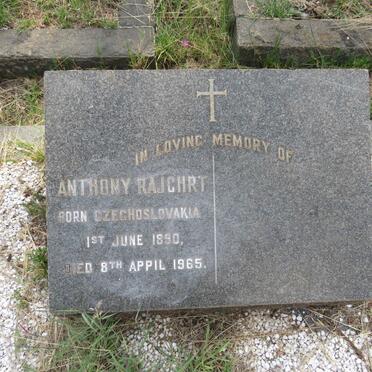 IN LOVING MEMORY OF
ANTHONY RAJCHRT
BORN CZECHOSLOVAKIA
1ST JUNE 1890,
DIED 8TH APRIL 1965.